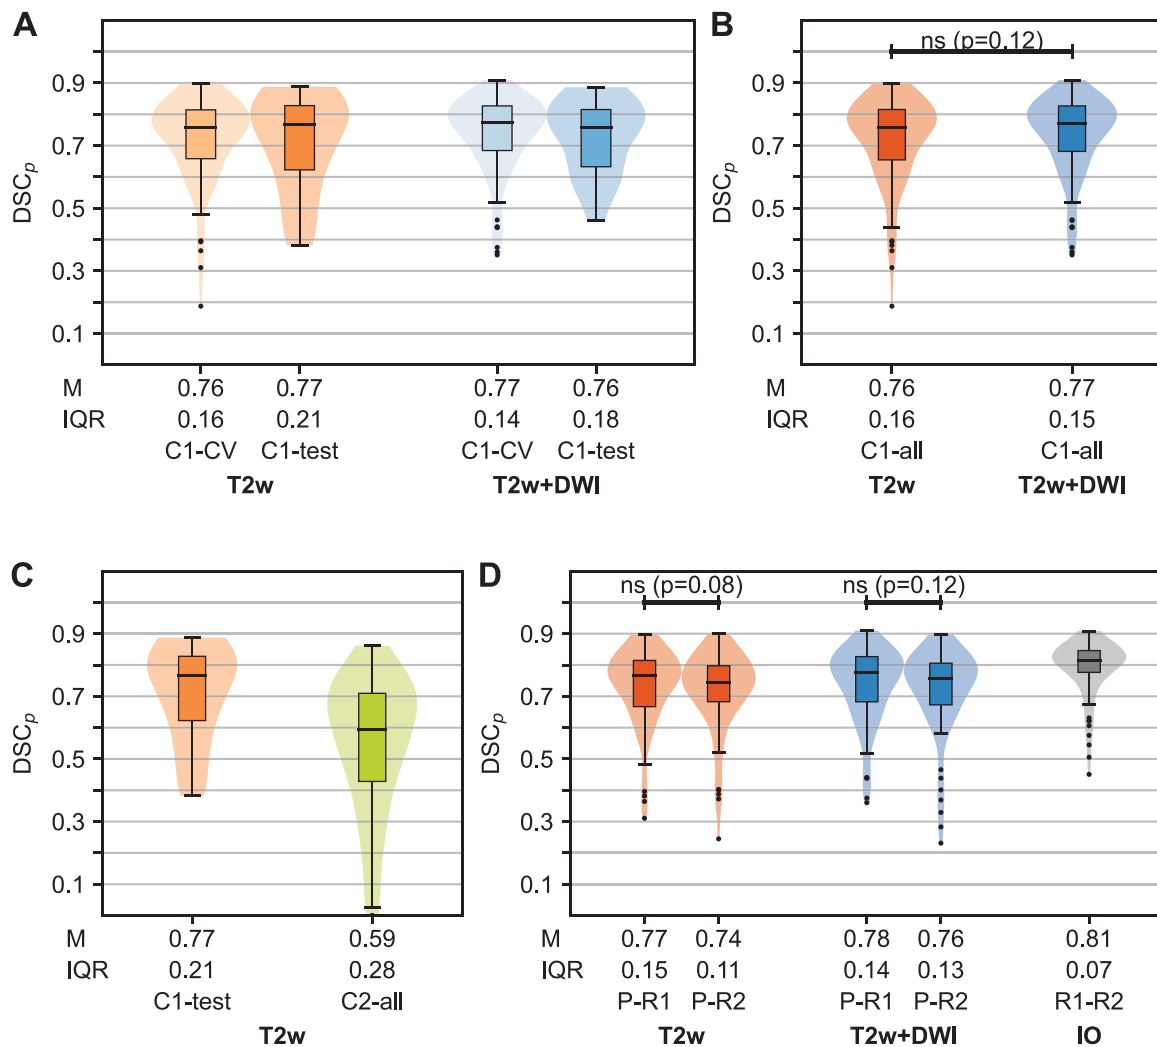 A
DSCp
0.9
0.7
0.5
0.3
0.1
M 0.76 0.77 0.77 0.76
IQR 0.16 0.21 0.14 0.18
C1-CV C1-test C1-CV C1-test
T2w T2w+DWI
B
ns (p=0.12)
DSCp
0.9
0.7
0.5
0.3
0.1
M 0.76 0.77
IQR 0.16 0.15
C1-all C1-all
T2w T2w+DWI
C
DSCp
0.9
0.7
0.5
0.3
0.1
M 0.77 0.59
IQR 0.21 0.28
C1-test C2-all
T2w
D
ns (p=0.08) ns (p=0.12)
DSCp
0.9
0.7
0.5
0.3
0.1
M 0.77 0.74 0.78 0.76 0.81
IQR 0.15 0.11 0.14 0.13 0.07
P-R1 P-R2 P-R1 P-R2 R1-R2
T2w T2w+DWI IO